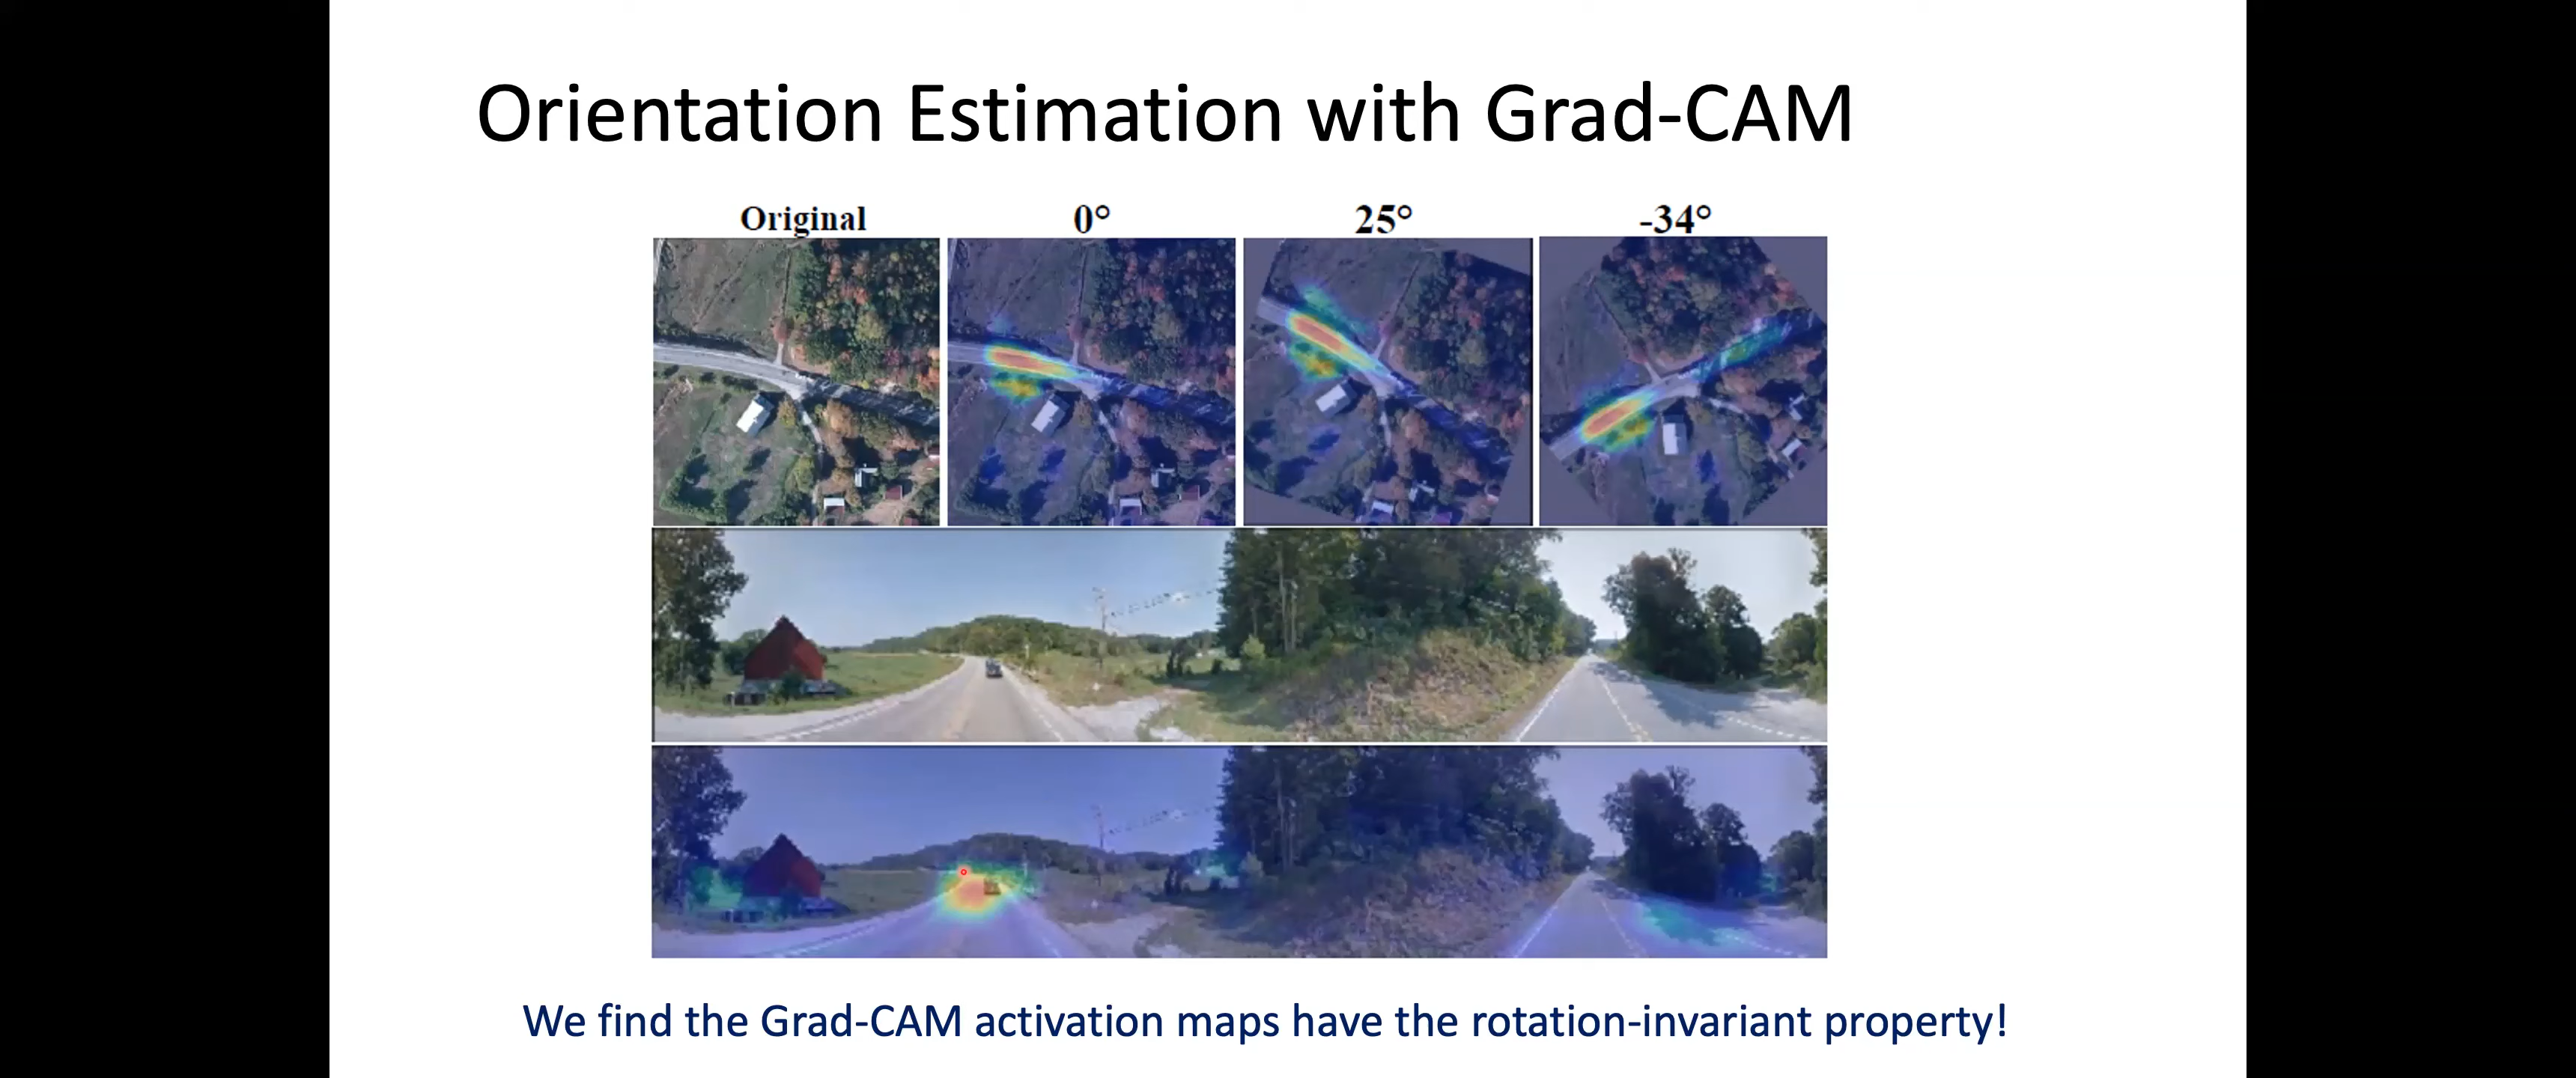 Orientation Estimation with Grad-CAM
Original 0° 25° -34°
We find the Grad-CAM activation maps have the rotation-invariant property!